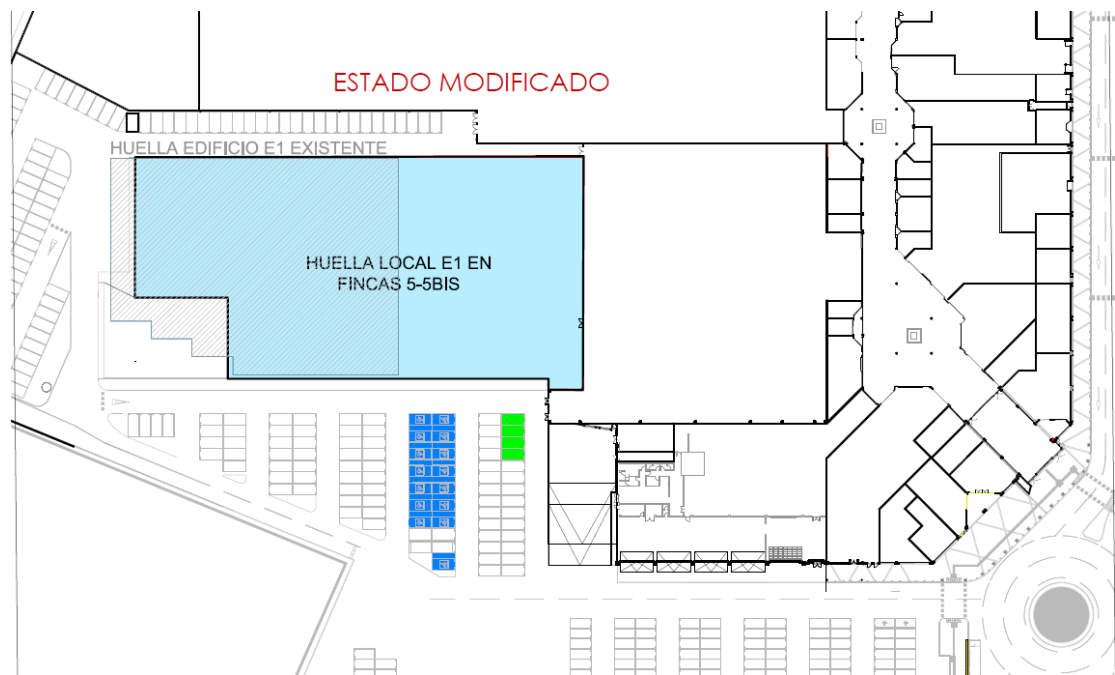 ESTADO MODIFICADO
HUELLA EDIFICIO E1 EXISTENTE
HUELLA LOCAL E1 EN
FINCAS 5-5BIS